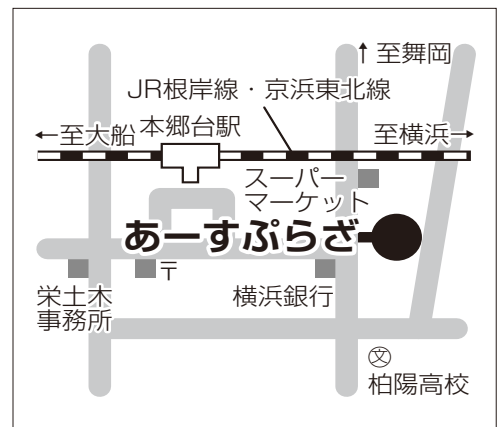 ↑至舞岡
JR根岸線・京浜東北線
←至大船
本郷台駅
至横浜→
スーパー
マーケット
あーすぷらざ
〒
栄土木
事務所
横浜銀行
㉆
柏陽高校